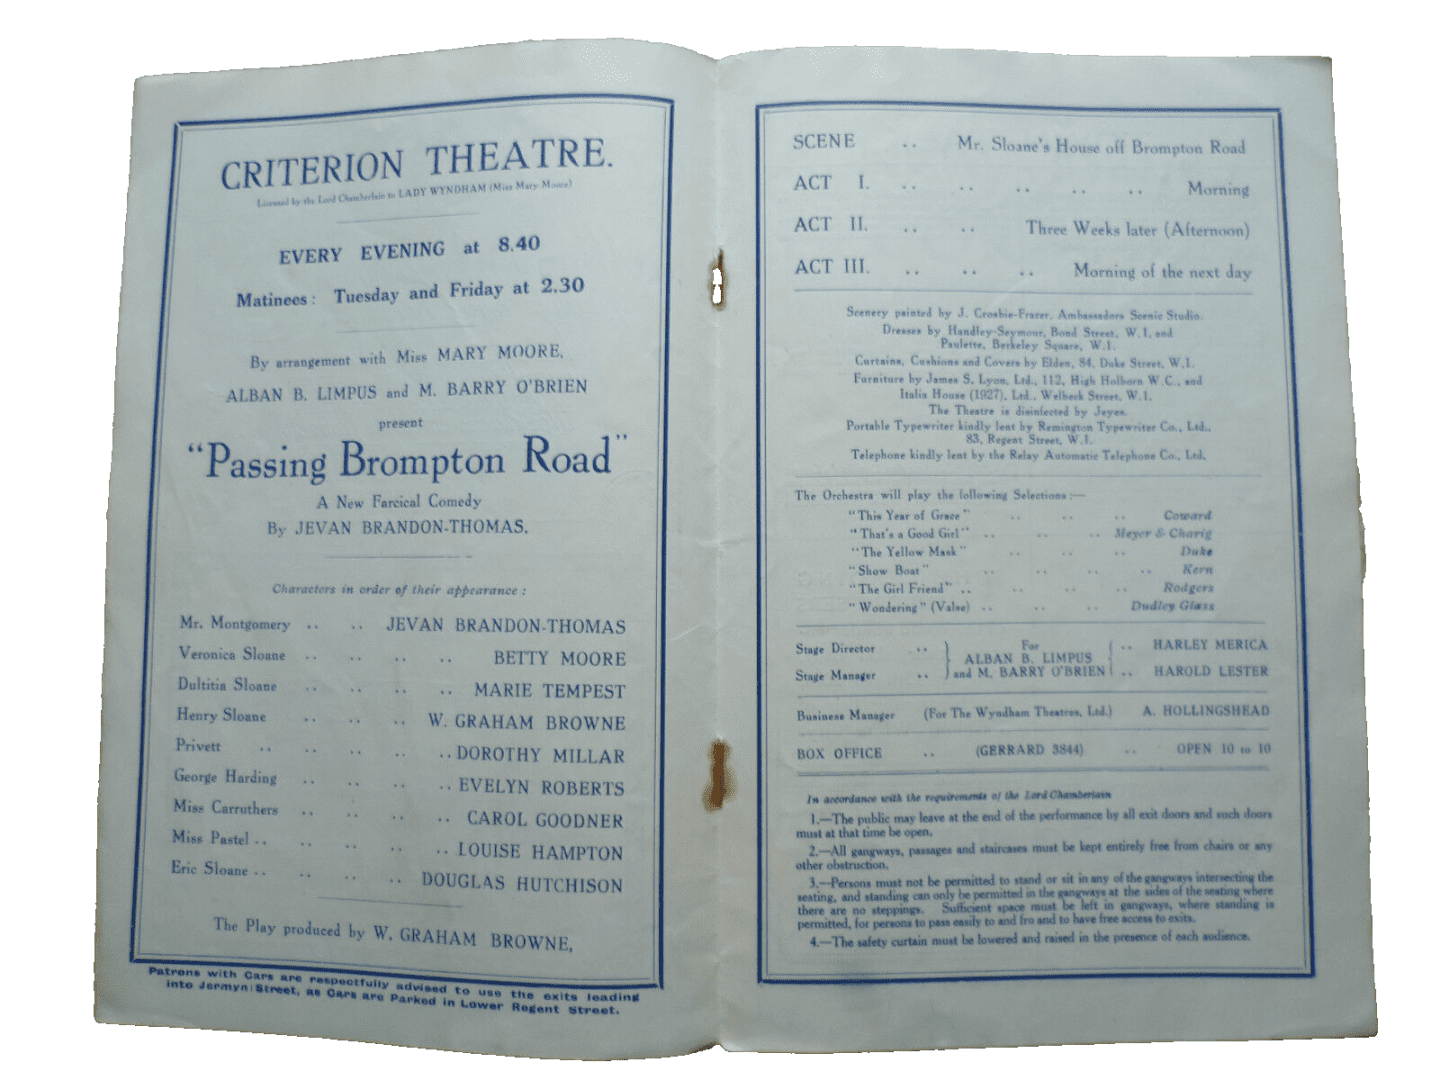 CRITERION THEATRE.
Licensed by the Lord Chamberlain to LADY WYNDHAM (Miss Mary Moore)
EVERY EVENING at 8.40
Matinees: Tuesday and Friday at 2.30
By arrangement with Miss MARY MOORE,
ALBAN B. LIMPUS and M. BARRY O'BRIEN
present
"Passing Brompton Road"
A New Farcical Comedy
By JEVAN BRANDON-THOMAS.
Characters in order of their appearance:
Mr. Montgomery .. .. JEVAN BRANDON-THOMAS
Veronica Sloane .. .. .. .. BETTY MOORE
Dultitia Sloane .. .. .. .. MARIE TEMPEST
Henry Sloane .. .. .. W. GRAHAM BROWNE
Privett .. .. .. .. .. DOROTHY MILLAR
George Harding .. .. .. .. EVELYN ROBERTS
Miss Carruthers .. .. .. .. CAROL GOODNER
Miss Pastel .. .. .. .. .. LOUISE HAMPTON
Eric Sloane .. .. .. .. DOUGLAS HUTCHISON
The Play produced by W. GRAHAM BROWNE,
Patrons with Cars are respectfully advised to use the exits leading
into Jermyn Street, as Cars are Parked in Lower Regent Street.
SCENE .. Mr. Sloane's House off Brompton Road
ACT I. .. .. .. .. .. Morning
ACT II. .. .. Three Weeks later (Afternoon)
ACT III. .. .. .. Morning of the next day
Scenery painted by J. Crosbie-Frater, Ambassadors Scenic Studio.
Dresses by Handley-Seymour, Bond Street, W.1, and
Paulette, Berkeley Square, W.1.
Curtains, Cushions and Covers by Elden, 84, Duke Street, W.1.
Furniture by James S. Lyon, Ltd., 112, High Holborn W.C., and
Italia House (1927), Ltd., Welbeck Street, W.1.
The Theatre is disinfected by Jeyes.
Portable Typewriter kindly lent by Remington Typewriter Co., Ltd.,
83, Regent Street, W.1.
Telephone kindly lent by the Relay Automatic Telephone Co., Ltd.
The Orchestra will play the following Selections:—
"This Year of Grace" .. .. .. Coward
"That's a Good Girl" .. .. .. Meyer & Charig
"The Yellow Mask" .. .. .. Duke
"Show Boat" .. .. .. .. Kern
"The Girl Friend" .. .. .. .. Rodgers
"Wondering" (Valse) .. .. .. Dudley Glass
For
Stage Director .. .. HARLEY MERICA
ALBAN B. LIMPUS
and M. BARRY O'BRIEN
Stage Manager .. .. HAROLD LESTER
Business Manager (For The Wyndham Theatres, Ltd.) A. HOLLINGSHEAD
BOX OFFICE .. (GERRARD 3844) .. OPEN 10 to 10
In accordance with the requirements of the Lord Chamberlain
1.—The public may leave at the end of the performance by all exit doors and such doors
must at that time be open.
2.—All gangways, passages and staircases must be kept entirely free from chairs or any
other obstruction.
3.—Persons must not be permitted to stand or sit in any of the gangways intersecting the
seating, and standing can only be permitted in the gangways at the sides of the seating where
there are no steppings. Sufficient space must be left in gangways, where standing is
permitted, for persons to pass easily to and fro and to have free access to exits.
4.—The safety curtain must be lowered and raised in the presence of each audience.